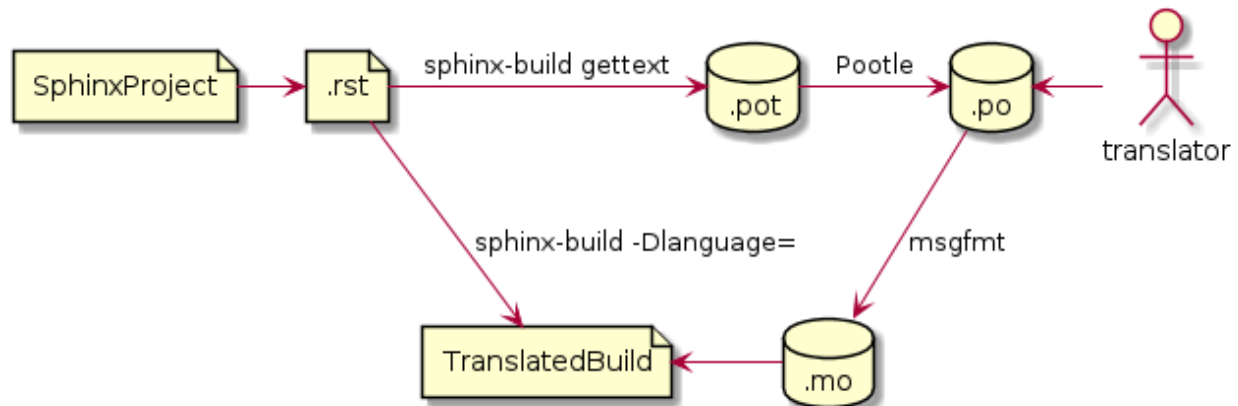 SphinxProject
.rst
sphinx-build gettext
.pot
Pootle
.po
translator
sphinx-build -Dlanguage=
msgfmt
TranslatedBuild
.mo